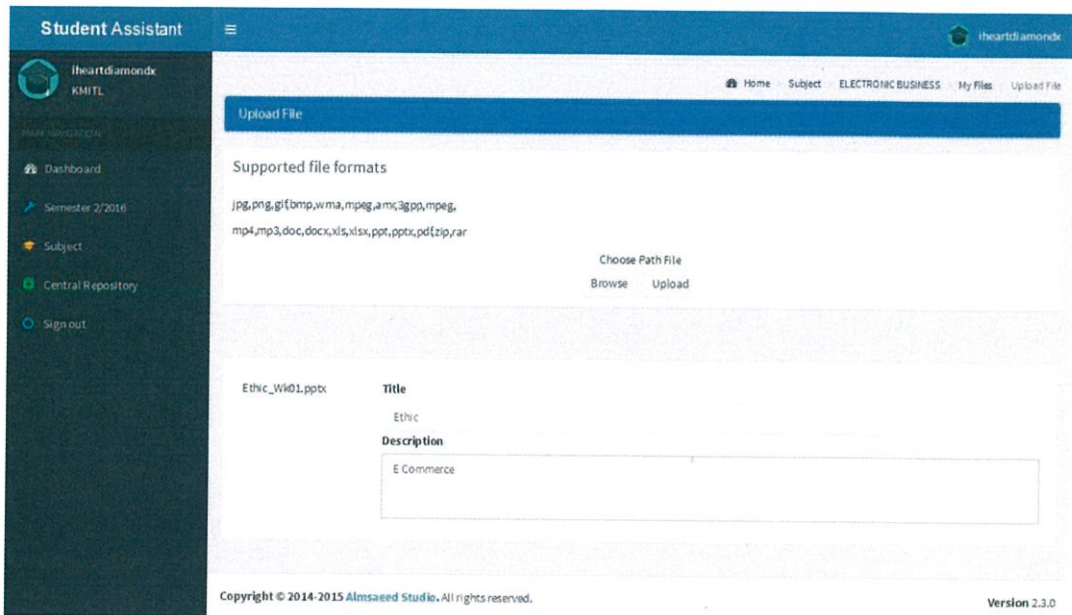 Student Assistant
iheartdiamondx
iheartdiamondx
KMITL
Home Subject ELECTRONIC BUSINESS My Files Upload File
Upload File
MAIN NAVIGATION
Dashboard
Semester 2/2016
Subject
Central Repository
Sign out
Supported file formats
jpg,png,gif,bmp,wma,mpeg,amr,3gpp,mpeg,
mp4,mp3,doc,docx,xls,xlsx,ppt,pptx,pdf,zip,rar
Choose Path File
Browse Upload
Ethic_Wk01.pptx
Title
Ethic
Description
E Commerce
Copyright © 2014-2015 Almsaeed Studio. All rights reserved.
Version 2.3.0